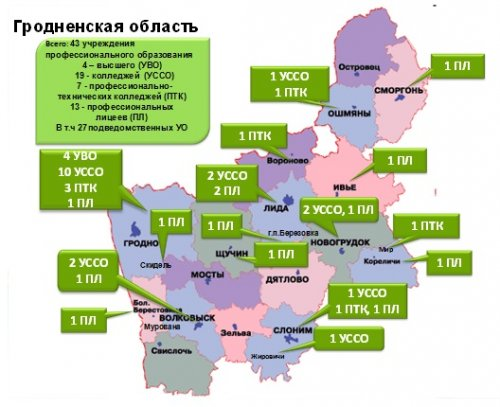 Гродненская область
Всего: 43 учреждения
профессионального образования
4 – высшего (УВО)
19 - колледжей (УССО)
7 - профессионально-
технических колледжей (ПТК)
13 - профессиональных
лицеев (ПЛ)
В т.ч 27 подведомственных УО
Островец
1 ПЛ
СМОРГОНЬ
1 УССО
1 ПТК
ОШМЯНЫ
1 ПТК
Вороново
1 ПЛ
ИВЬЕ
4 УВО
10 УССО
3 ПТК
1 ПЛ
2 УССО
2 ПЛ
ЛИДА
2 УССО, 1 ПЛ
1 ПЛ
1 ПЛ
1 ПТК
ГРОДНО
г.п.Березовка
НОВОГРУДОК
Мир
ЩУЧИН
1 ПЛ
Кореличи
1 ПЛ
Скидель
2 УССО
1 ПЛ
МОСТЫ
ДЯТЛОВО
1 УССО
1 ПТК, 1 ПЛ
Бол.
Берестовица
1 ПЛ
Мурована
ВОЛКОВЫСК
Зельва
СЛОНИМ
1 УССО
Свислочь
Жировичи